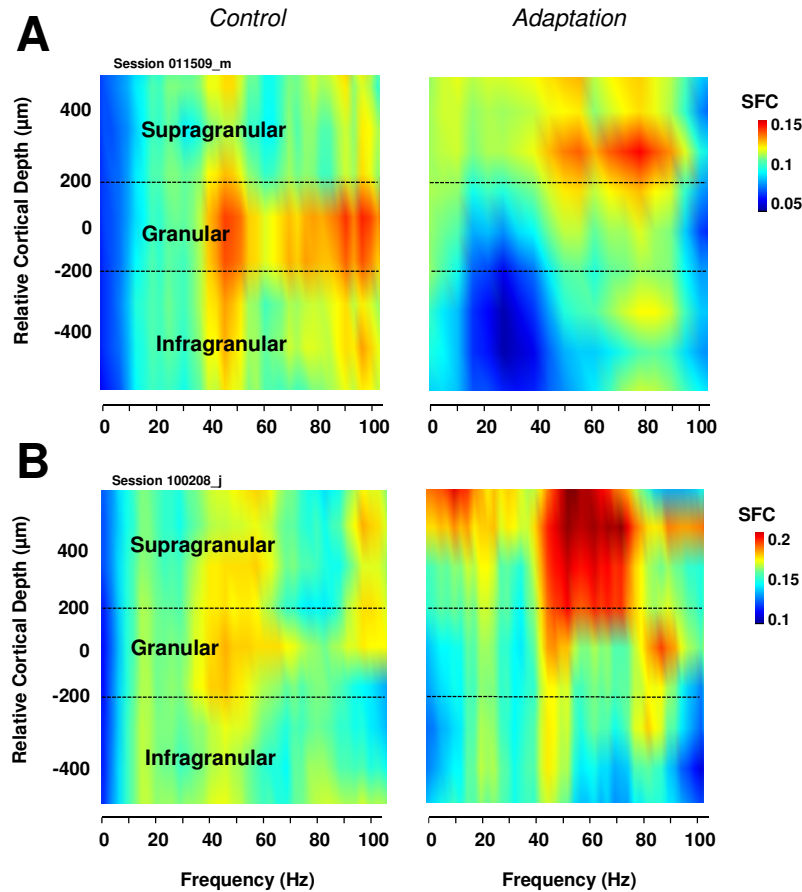 Control Adaptation
A
Session 011509_m
Relative Cortical Depth (µm)
400
200
0
-200
-400
Supragranular
Granular
Infragranular
SFC
0.15
0.1
0.05
0 20 40 60 80 100
0 20 40 60 80 100
B
Session 100208_j
Relative Cortical Depth (µm)
400
200
0
-200
-400
Supragranular
Granular
Infragranular
SFC
0.2
0.15
0.1
0 20 40 60 80 100
0 20 40 60 80 100
Frequency (Hz) Frequency (Hz)